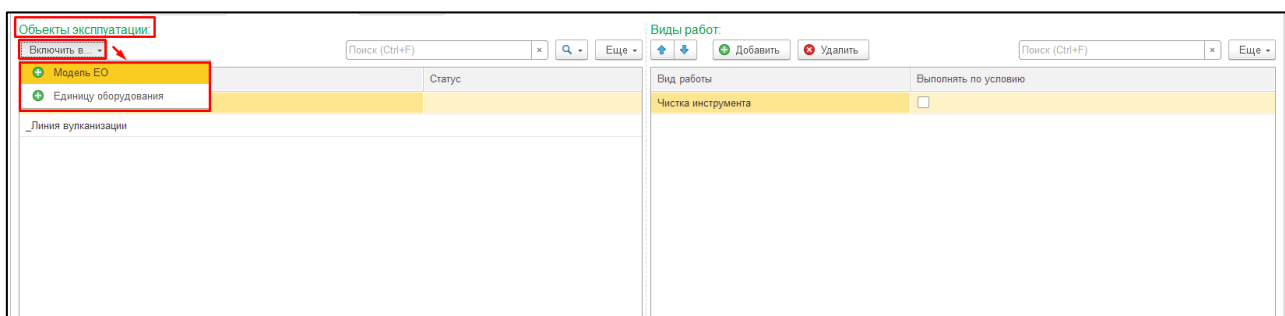 Объекты эксплуатации:
Включить в...
Поиск (Ctrl+F)
×
Еще
Модель ЕО
Единицу оборудования
Статус
_Линия вулканизации
Виды работ:
Добавить
Удалить
Поиск (Ctrl+F)
×
Еще
Вид работы
Выполнять по условию
Чистка инструмента